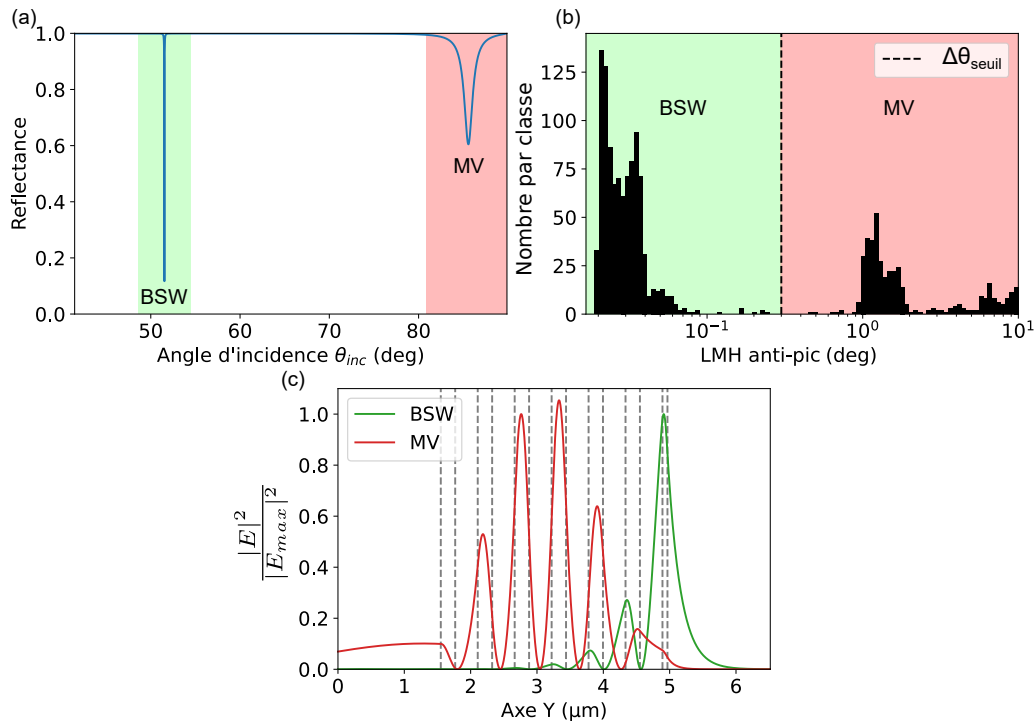 (a)
1.0
0.8
0.6
0.4
0.2
0.0
Reflectance
BSW
MV
50
60
70
80
Angle d'incidence θinc (deg)
(b)
125
100
75
50
25
0
Nombre par classe
BSW
MV
Δθseuil
10⁻¹
10⁰
10¹
LMH anti-pic (deg)
(c)
BSW
MV
1.0
0.8
0.6
0.4
0.2
0.0
|E|²
|Emax|²
0
1
2
3
4
5
6
Axe Y (μm)